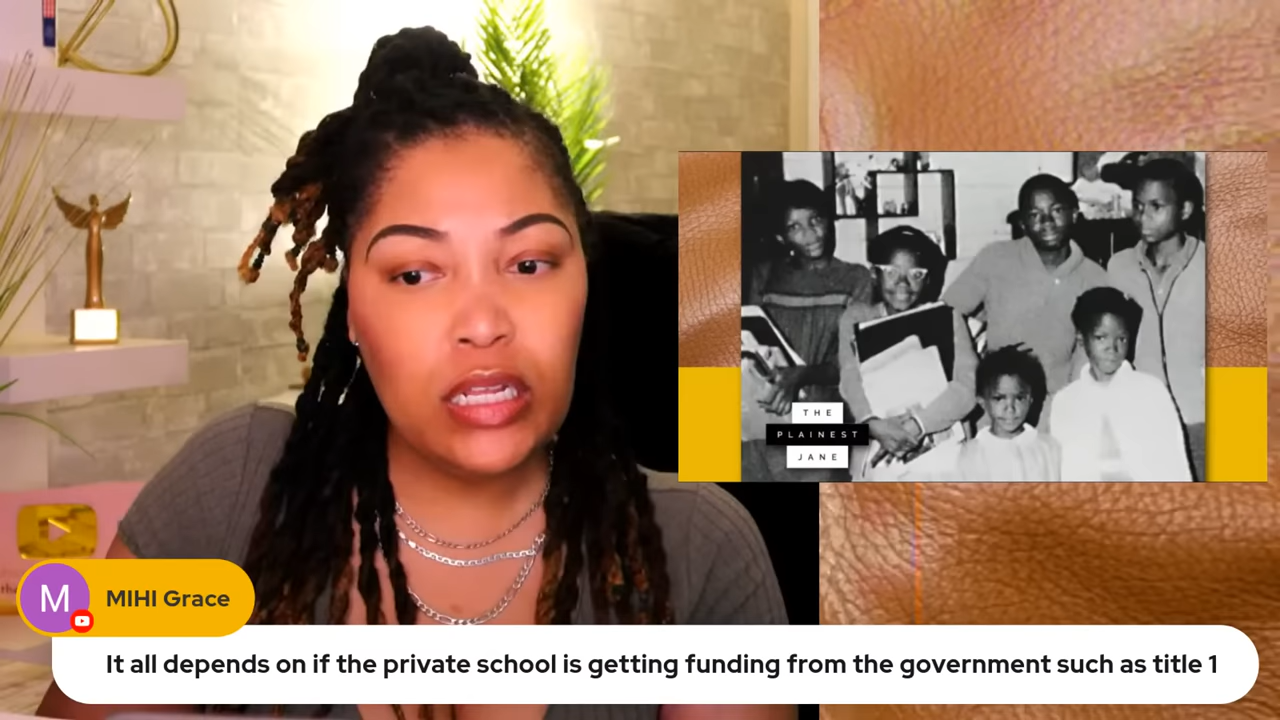 THE
PLAINEST
JANE
M
MIHI Grace
It all depends on if the private school is getting funding from the government such as title 1